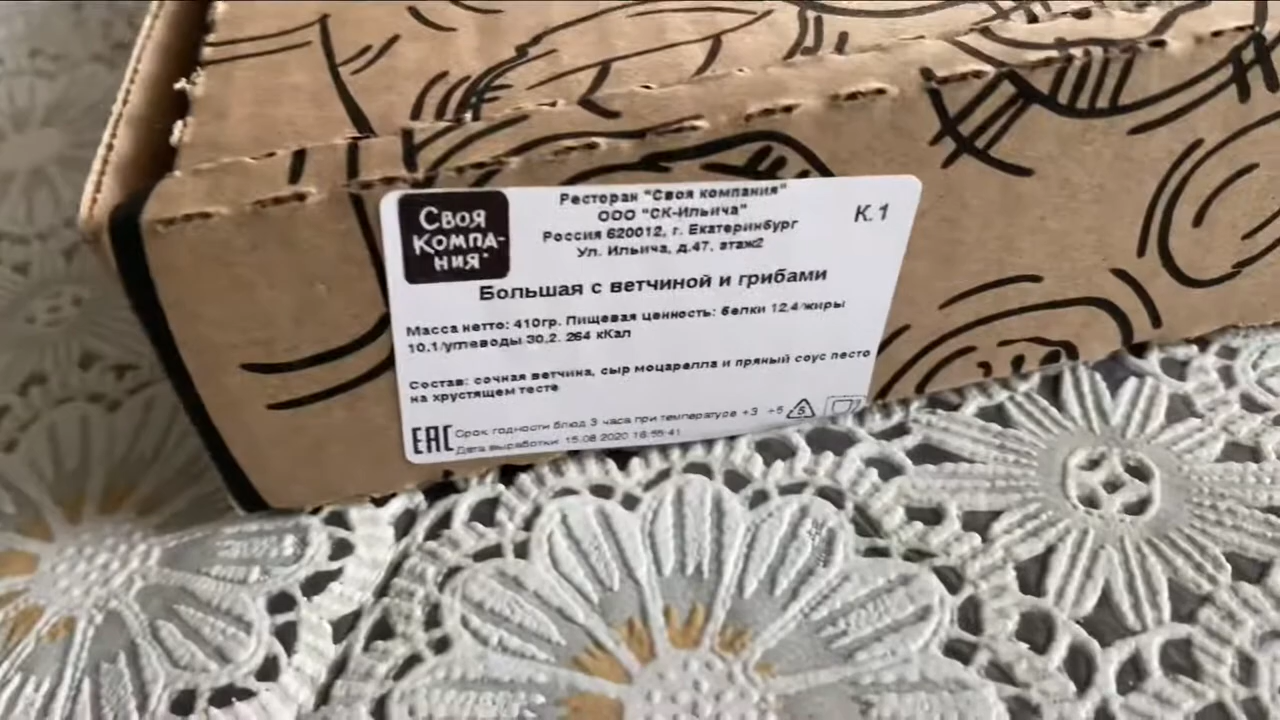 Своя
Компа-
ния
Ресторан "Своя компания"
ООО "СК-Ильича"
Россия 620012, г. Екатеринбург
Ул. Ильича, д.47, этаж2
К.1
Большая с ветчиной и грибами
Масса нетто: 410гр. Пищевая ценность: белки 12.4/жиры
10.1/углеводы 30.2. 264 кКал
Состав: сочная ветчина, сыр моцарелла и пряный соус песто
на хрустящем тесте
EAC
Срок годности блюд 3 часа при температуре +3 +6
5
Дата выработки: 15.08.2020 16:55:41